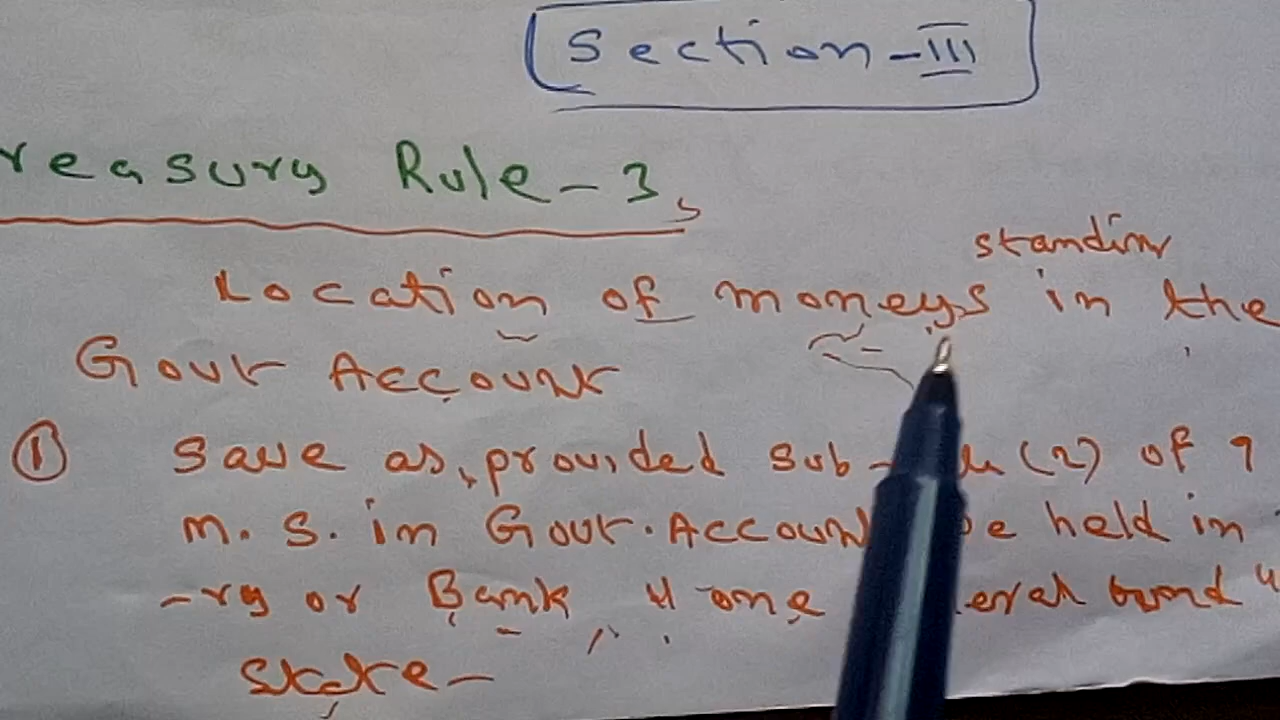 Section-III
reasury Rule-3,
standing
Location of moneys in the
Govt Account
① Save as provided sub- (2) of
M. S. in Govt. Account be held in
-ry or Bank, one
State-